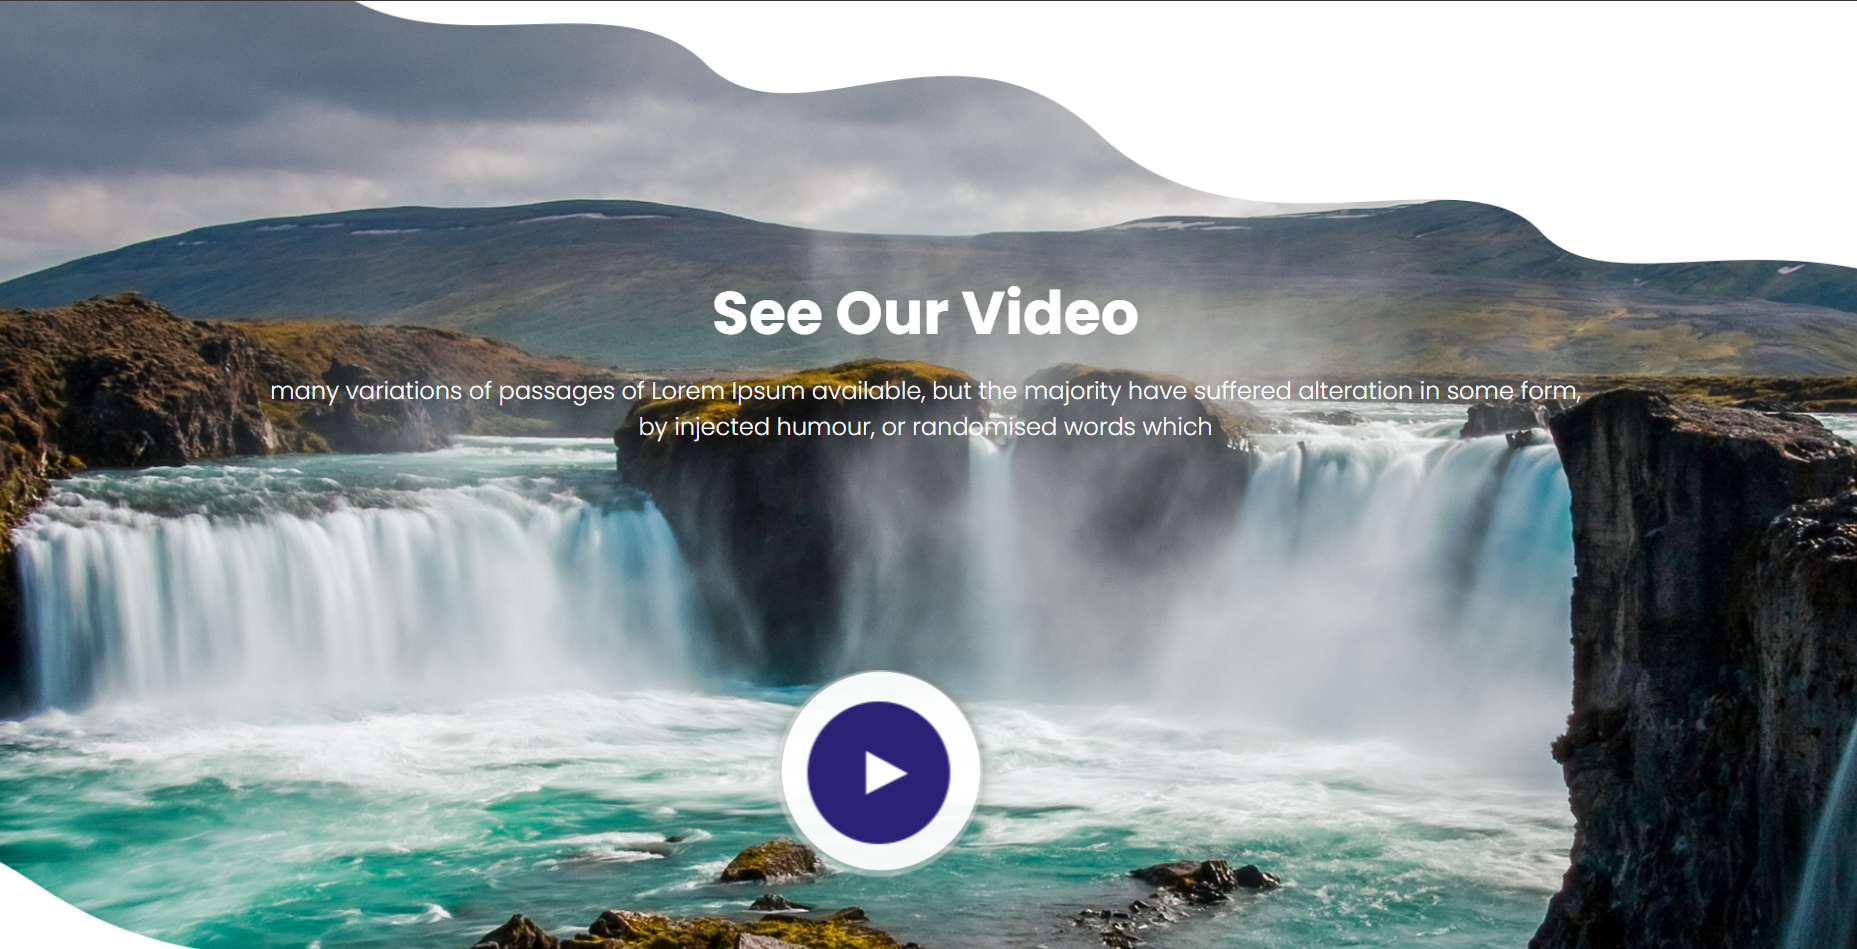 See Our Video
many variations of passages of Lorem Ipsum available, but the majority have suffered alteration in some form,
by injected humour, or randomised words which